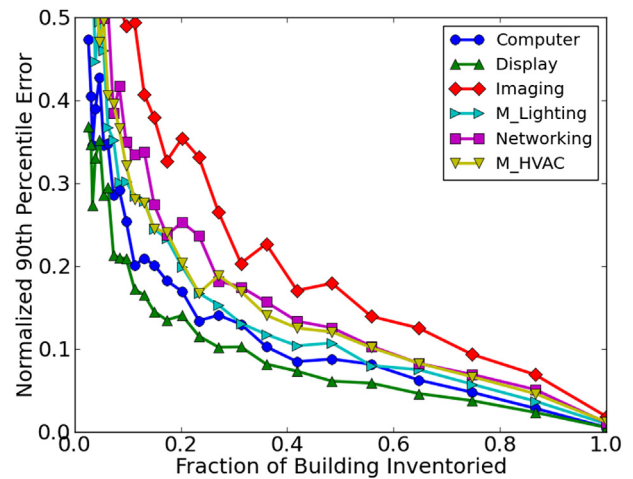 0.5
0.4
0.3
0.2
0.1
0.0
Normalized 90th Percentile Error
Computer
Display
Imaging
M_Lighting
Networking
M_HVAC
0.0 0.2 0.4 0.6 0.8 1.0
Fraction of Building Inventoried